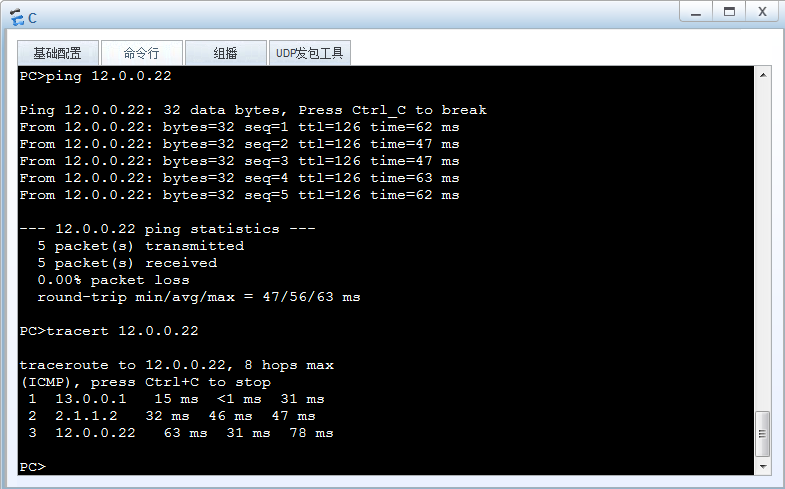 C
基础配置 命令行 组播 UDP发包工具
PC>ping 12.0.0.22
Ping 12.0.0.22: 32 data bytes, Press Ctrl_C to break
From 12.0.0.22: bytes=32 seq=1 ttl=126 time=62 ms
From 12.0.0.22: bytes=32 seq=2 ttl=126 time=47 ms
From 12.0.0.22: bytes=32 seq=3 ttl=126 time=47 ms
From 12.0.0.22: bytes=32 seq=4 ttl=126 time=63 ms
From 12.0.0.22: bytes=32 seq=5 ttl=126 time=62 ms
--- 12.0.0.22 ping statistics ---
5 packet(s) transmitted
5 packet(s) received
0.00% packet loss
round-trip min/avg/max = 47/56/63 ms
PC>tracert 12.0.0.22
traceroute to 12.0.0.22, 8 hops max
(ICMP), press Ctrl+C to stop
1 13.0.0.1 15 ms <1 ms 31 ms
2 2.1.1.2 32 ms 46 ms 47 ms
3 12.0.0.22 63 ms 31 ms 78 ms
PC>